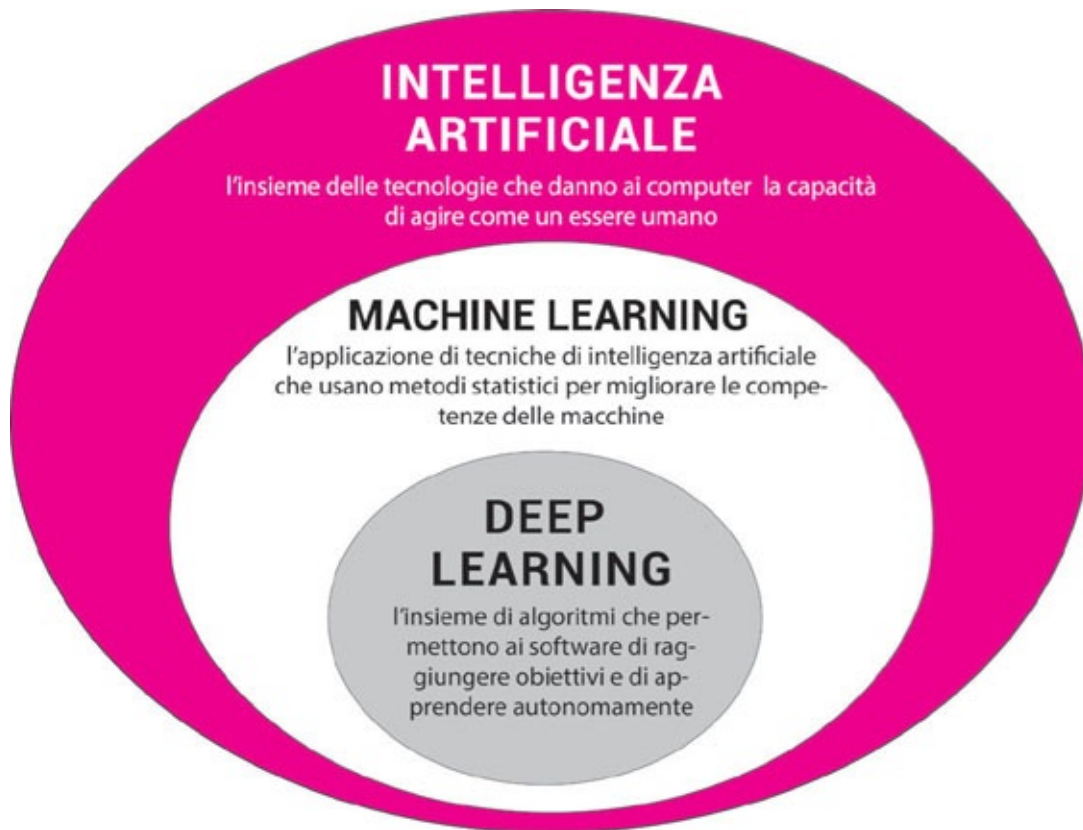 INTELLIGENZA
ARTIFICIALE
l'insieme delle tecnologie che danno ai computer la capacità
di agire come un essere umano
MACHINE LEARNING
l'applicazione di tecniche di intelligenza artificiale
che usano metodi statistici per migliorare le compe-
tenze delle macchine
DEEP
LEARNING
l'insieme di algoritmi che per-
mettono ai software di rag-
giungere obiettivi e di ap-
prendere autonomamente